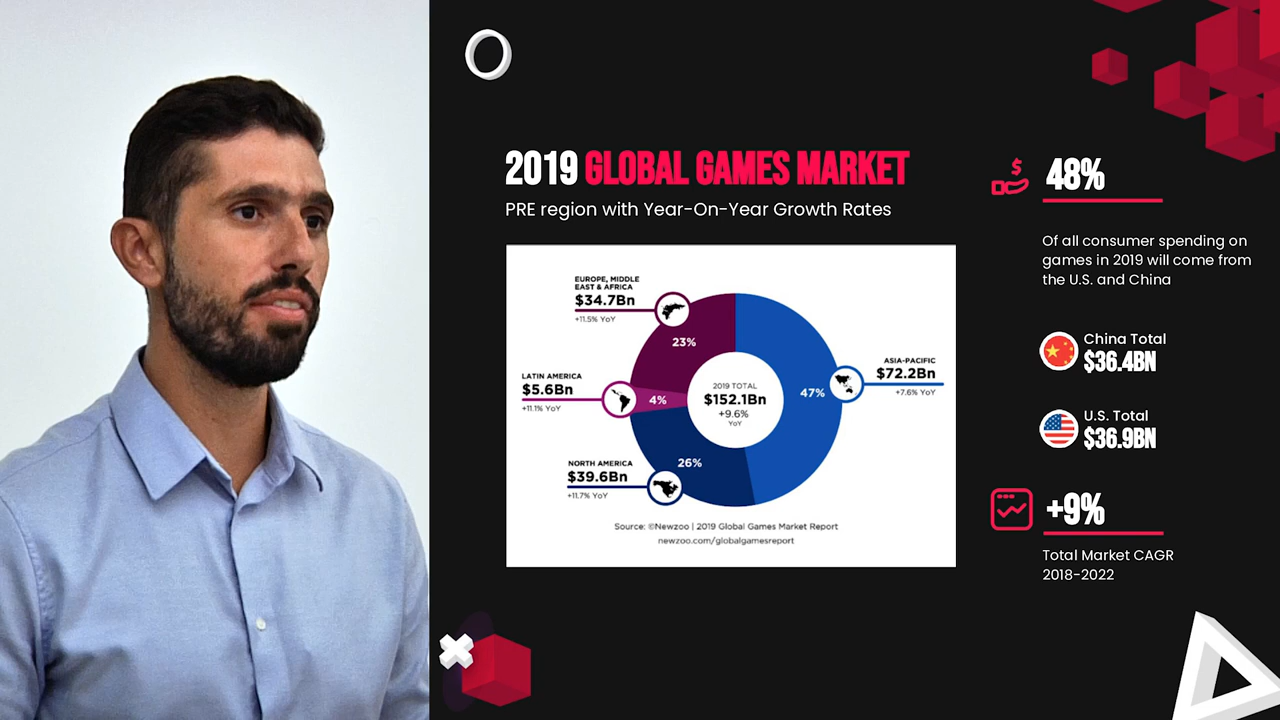 2019 GLOBAL GAMES MARKET
PRE region with Year-On-Year Growth Rates
EUROPE, MIDDLE
EAST & AFRICA
$34.7Bn
+11.5% YoY
23%
LATIN AMERICA
$5.6Bn
+11.1% YoY
4%
NORTH AMERICA
$39.6Bn
+11.7% YoY
26%
2019 TOTAL
$152.1Bn
+9.6%
YoY
47%
ASIA-PACIFIC
$72.2Bn
+7.6% YoY
Source: ©Newzoo | 2019 Global Games Market Report
newzoo.com/globalgamesreport
48%
Of all consumer spending on
games in 2019 will come from
the U.S. and China
China Total
$36.4BN
U.S. Total
$36.9BN
+9%
Total Market CAGR
2018-2022